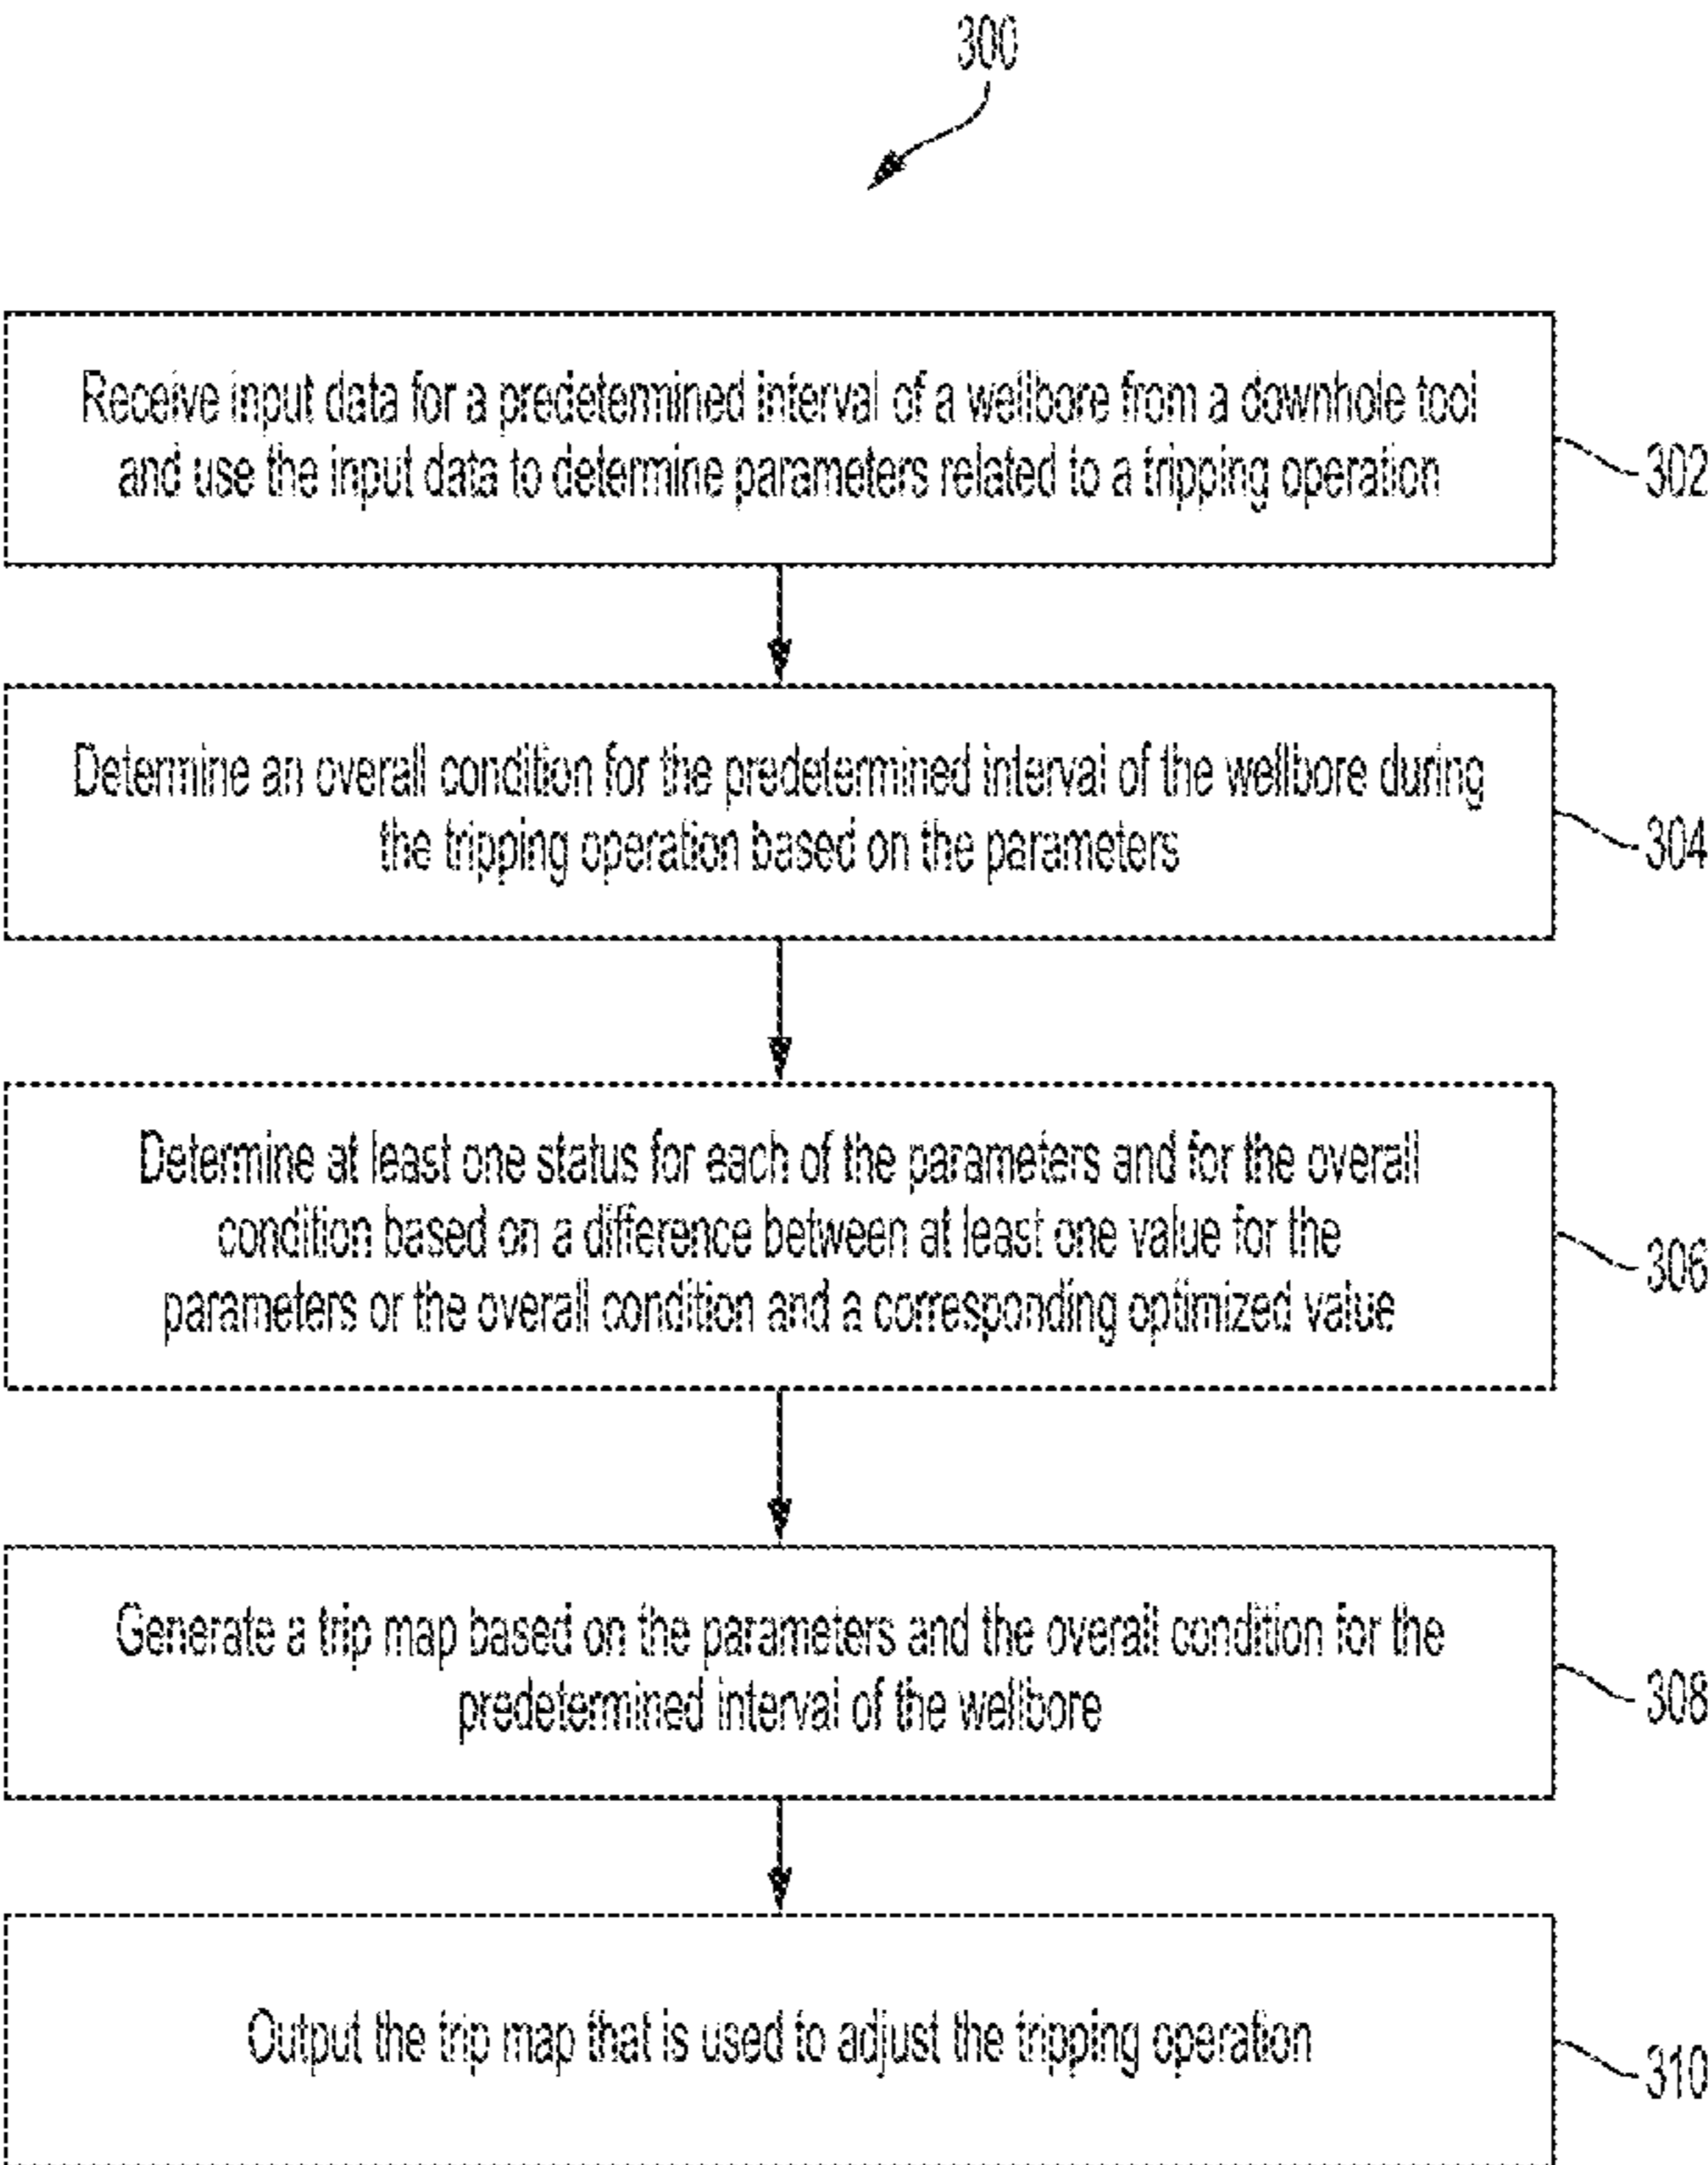 300
Receive input data for a predetermined interval of a wellbore from a downhole tool
and use the input data to determine parameters related to a tripping operation
302
Determine an overall condition for the predetermined interval of the wellbore during
the tripping operation based on the parameters
304
Determine at least one status for each of the parameters and for the overall
condition based on a difference between at least one value for the
parameters or the overall condition and a corresponding optimized value
306
Generate a trip map based on the parameters and the overall condition for the
predetermined interval of the wellbore
308
Output the trip map that is used to adjust the tripping operation
310